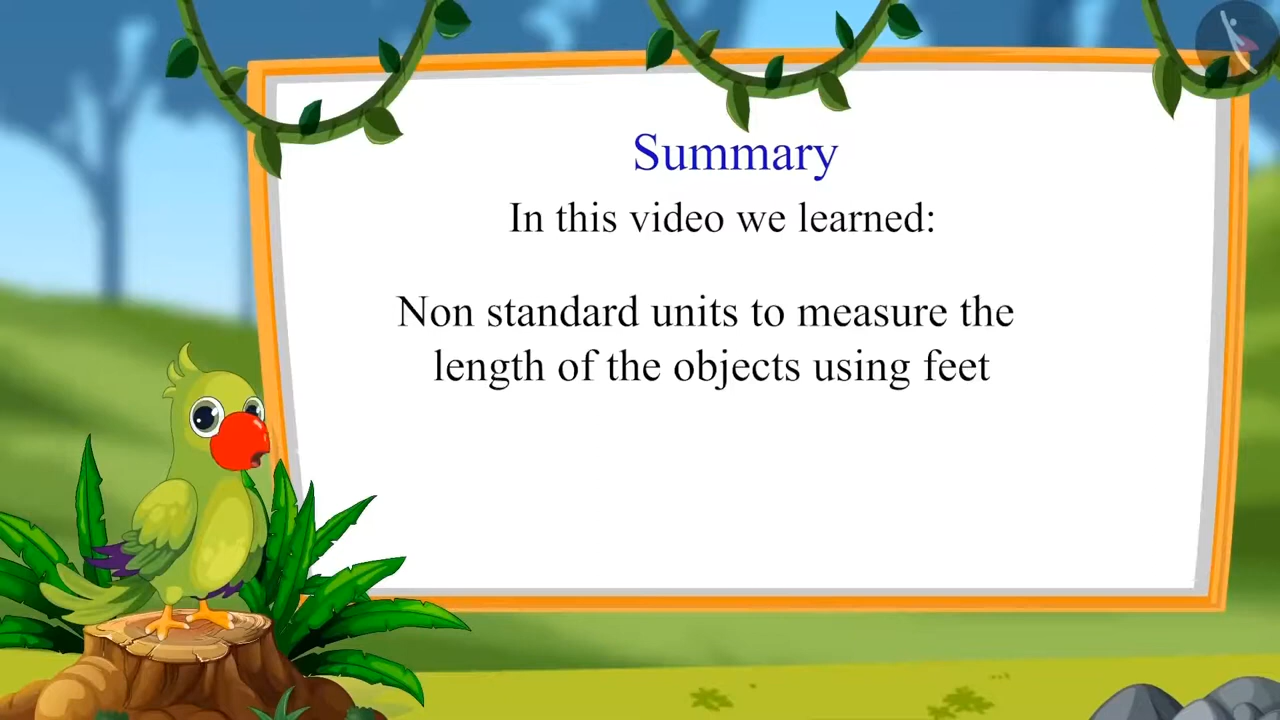 Summary
In this video we learned:
Non standard units to measure the
length of the objects using feet